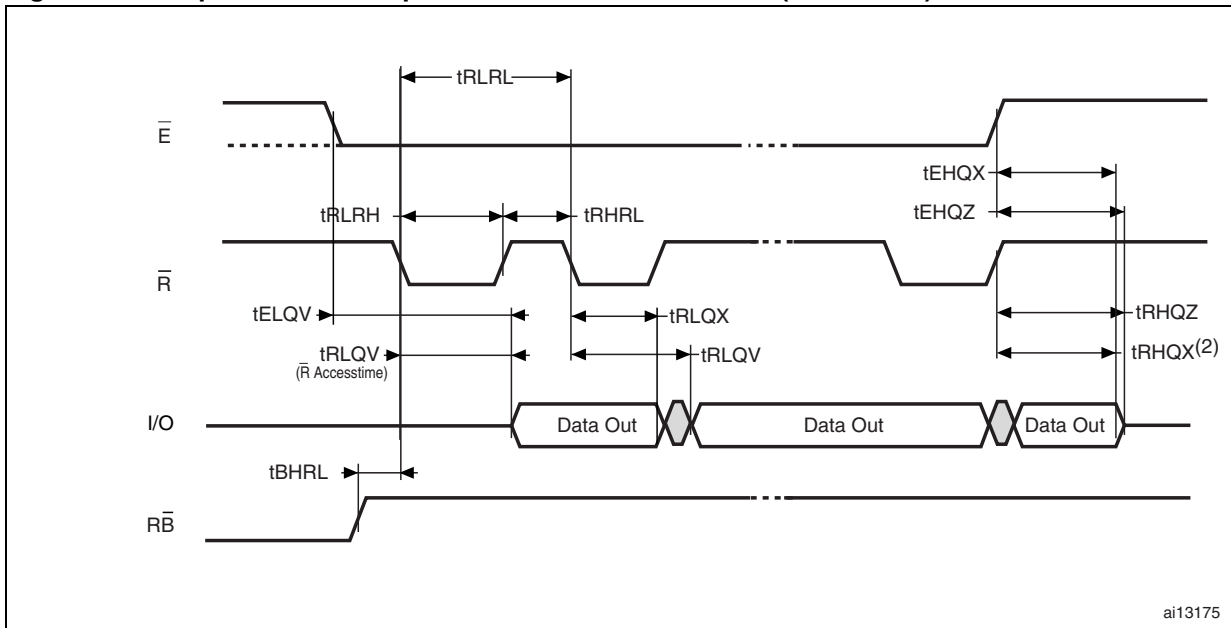 tRLRL
E̅
tEHQX
tEHQZ
tRLRH
tRHRL
R̅
tELQV
tRLQX
tRHQZ
tRLQV
(R̅ Accesstime)
tRLQV
tRHQX(2)
I/O
Data Out
Data Out
Data Out
tBHRL
RB̅
ai13175